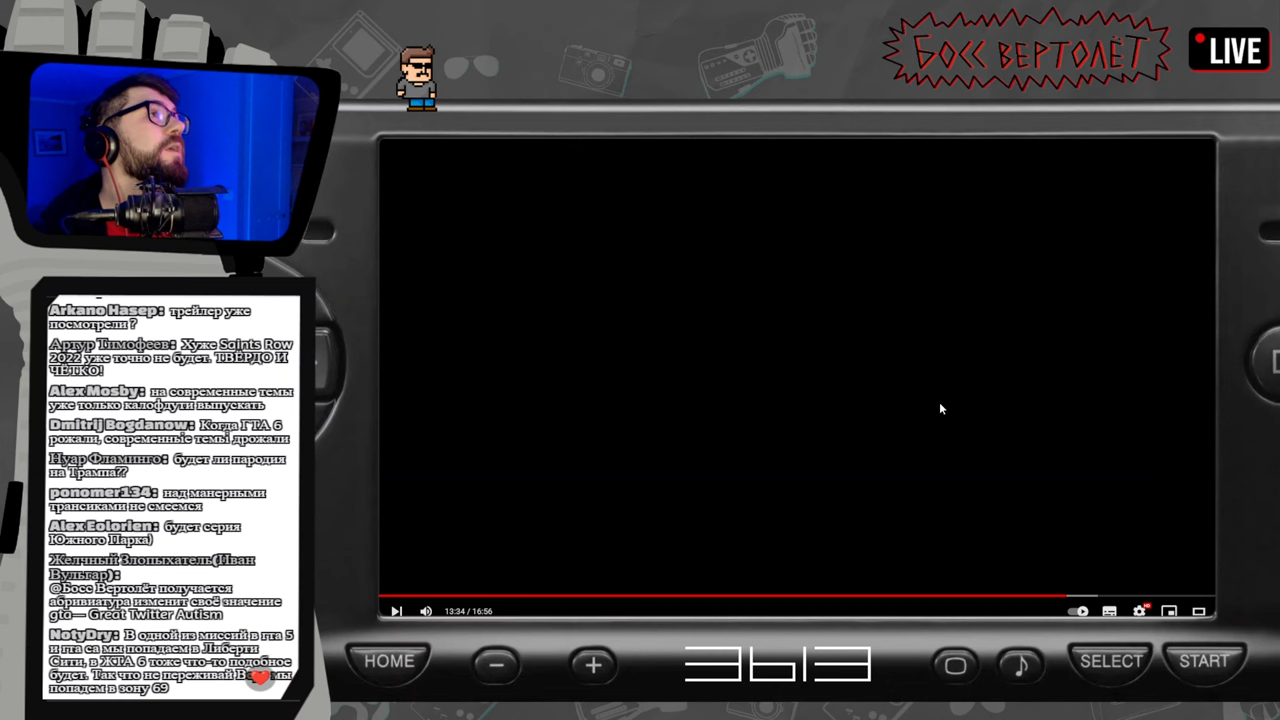 БОСС ВЕРТОЛЁТ
LIVE
Arkano Hasep: трейлер уже
посмотрели ?
Артур Тимофеев: Хуже Saints Row
2022 уже точно не будет. ТВЁРДО И
ЧЁТКО!
Alex Mosby: на современные темы
уже только калофдути выпускать
Dmitrij Bogdanow: Когда ГТА 6
рожали, современные темы дрожали
Нуар Фламинго: будет ли пародия
на Трампа??
ponomer134: над манерными
трансиками не смеемся
Alex Eolorien: будет серия
Южного Парка)
Желчный Злопыхатель(Иван
Вульгар):
@Босс Вертолёт получается
абривиатура изменит своё значение
gta— Great Twitter Autism
NotyDry: В одной из миссий в гта 5
и гта са мы попадаем в Либерти
Сити, в ЖТА 6 тоже что-то подобное
будет. Так что не переживай В мы
попадем в зону 69
13:34 / 16:56
HD
HOME
SELECT
START